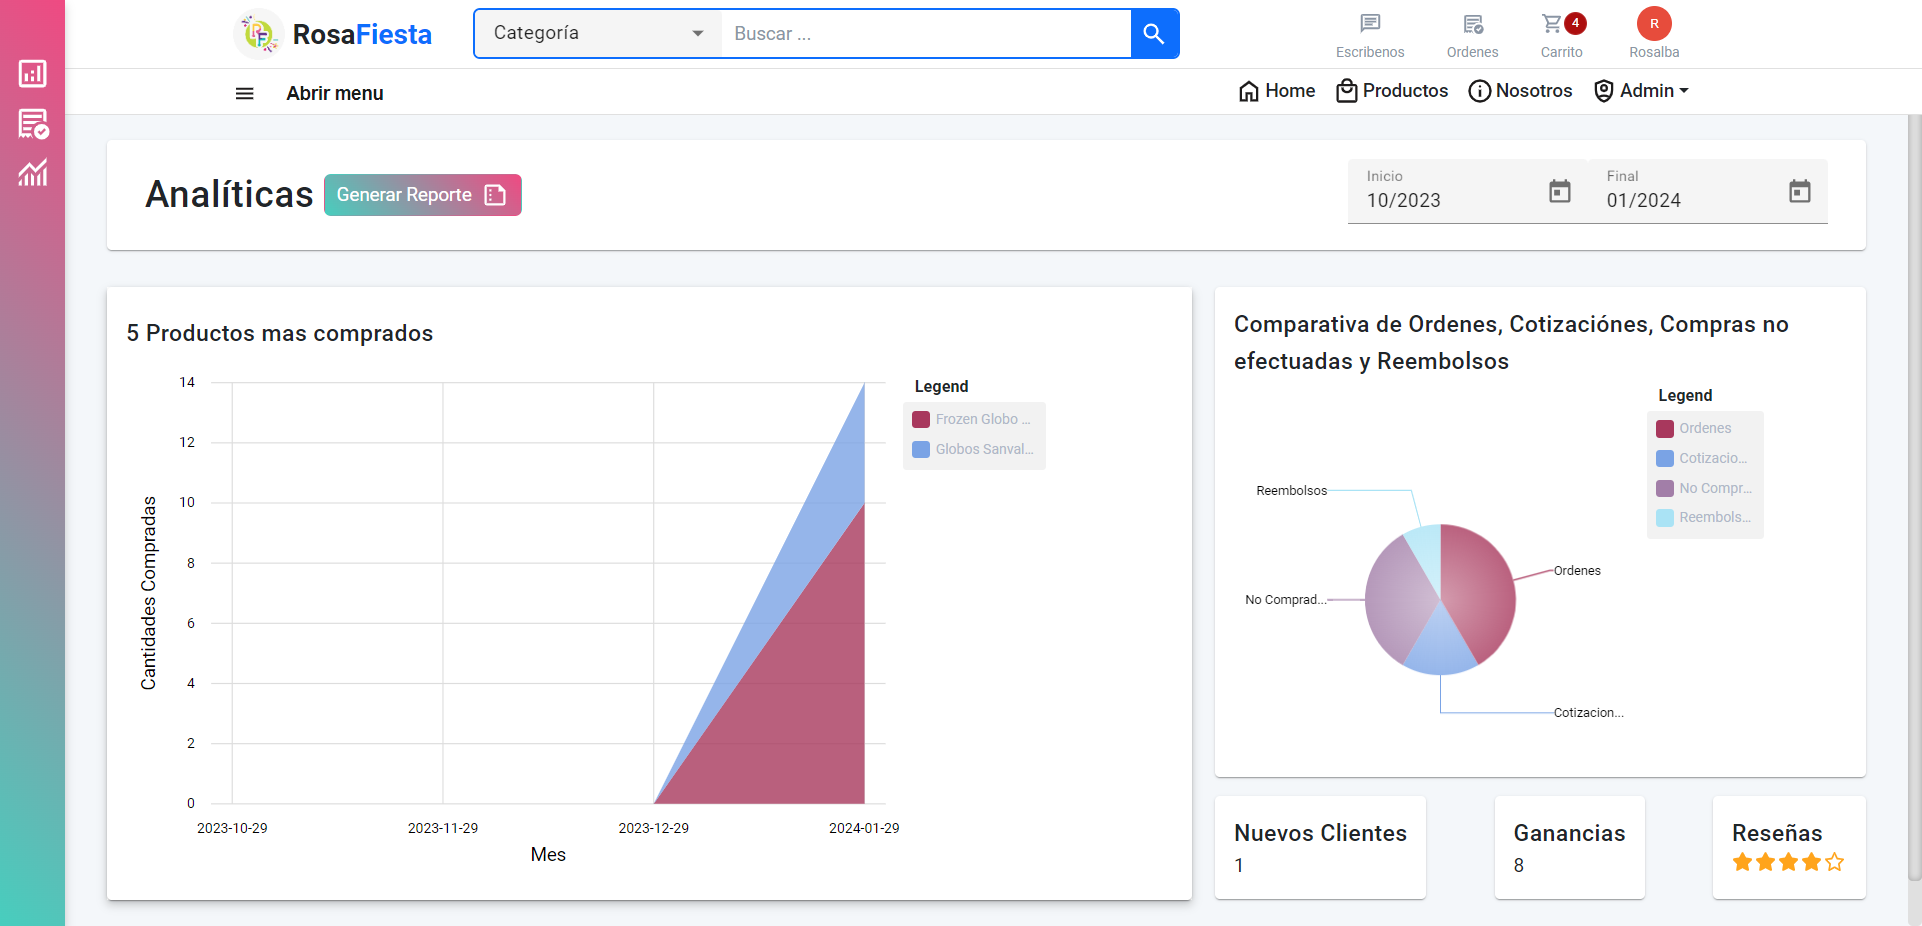 RosaFiesta
Categoría
Buscar ...
Escribenos
Ordenes
4
Carrito
R
Rosalba
Abrir menu
Home
Productos
Nosotros
Admin
Analíticas
Generar Reporte
Inicio
10/2023
Final
01/2024
5 Productos mas comprados
14
12
10
8
6
4
2
0
Cantidades Compradas
2023-10-29
2023-11-29
2023-12-29
2024-01-29
Mes
Legend
Frozen Globo ...
Globos Sanval...
Comparativa de Ordenes, Cotizaciónes, Compras no
efectuadas y Reembolsos
Legend
Ordenes
Cotizacio...
No Compr...
Reembols...
Reembolsos
Ordenes
No Comprad...
Cotizacion...
Nuevos Clientes
1
Ganancias
8
Reseñas